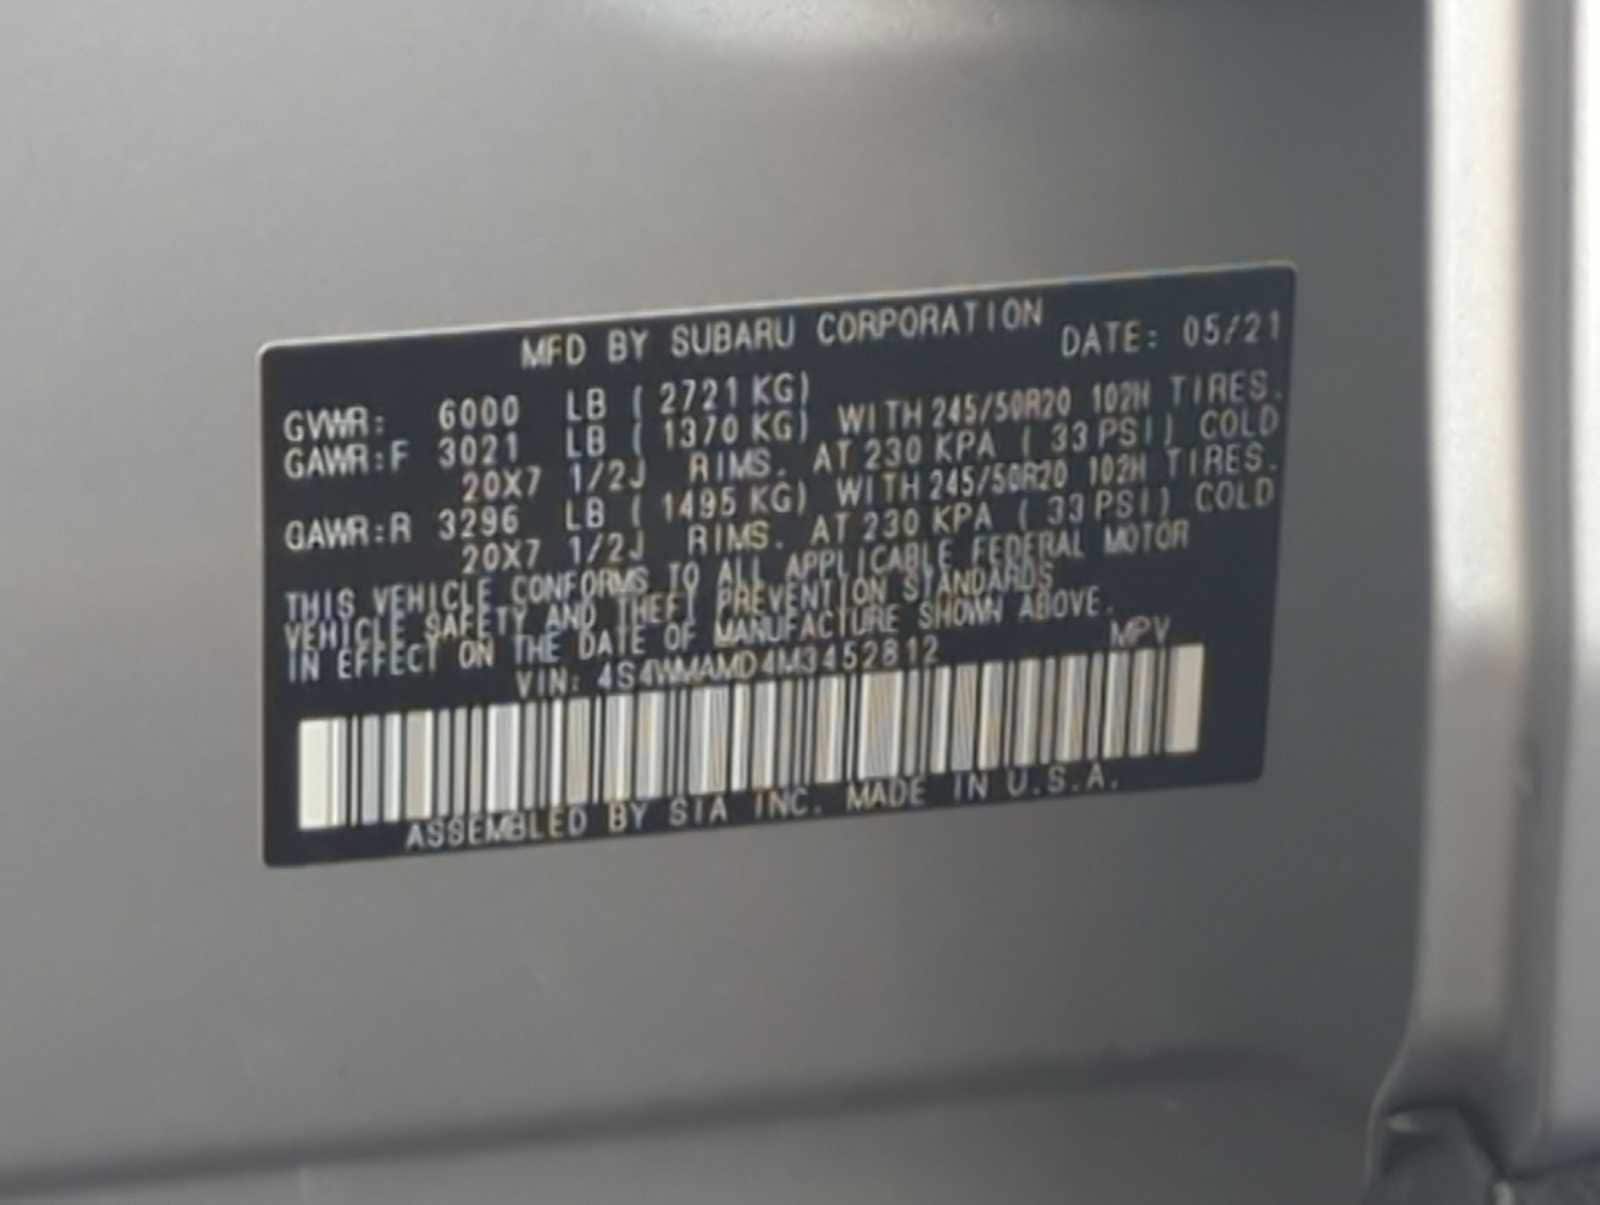 MFD BY SUBARU CORPORATION DATE: 05/21
GVWR: 6000 LB ( 2721 KG)
GAWR:F 3021 LB ( 1370 KG) WITH 245/50R20 102H TIRES.
20X7 1/2J RIMS. AT 230 KPA ( 33 PSI) COLD
GAWR:R 3296 LB ( 1495 KG) WITH 245/50R20 102H TIRES.
20X7 1/2J RIMS. AT 230 KPA ( 33 PSI) COLD
THIS VEHICLE CONFORMS TO ALL APPLICABLE FEDERAL MOTOR
VEHICLE SAFETY AND THEFT PREVENTION STANDARDS
IN EFFECT ON THE DATE OF MANUFACTURE SHOWN ABOVE.
VIN: 4S4WMAMD4M3452812 MPV
ASSEMBLED BY SIA INC. MADE IN U.S.A.